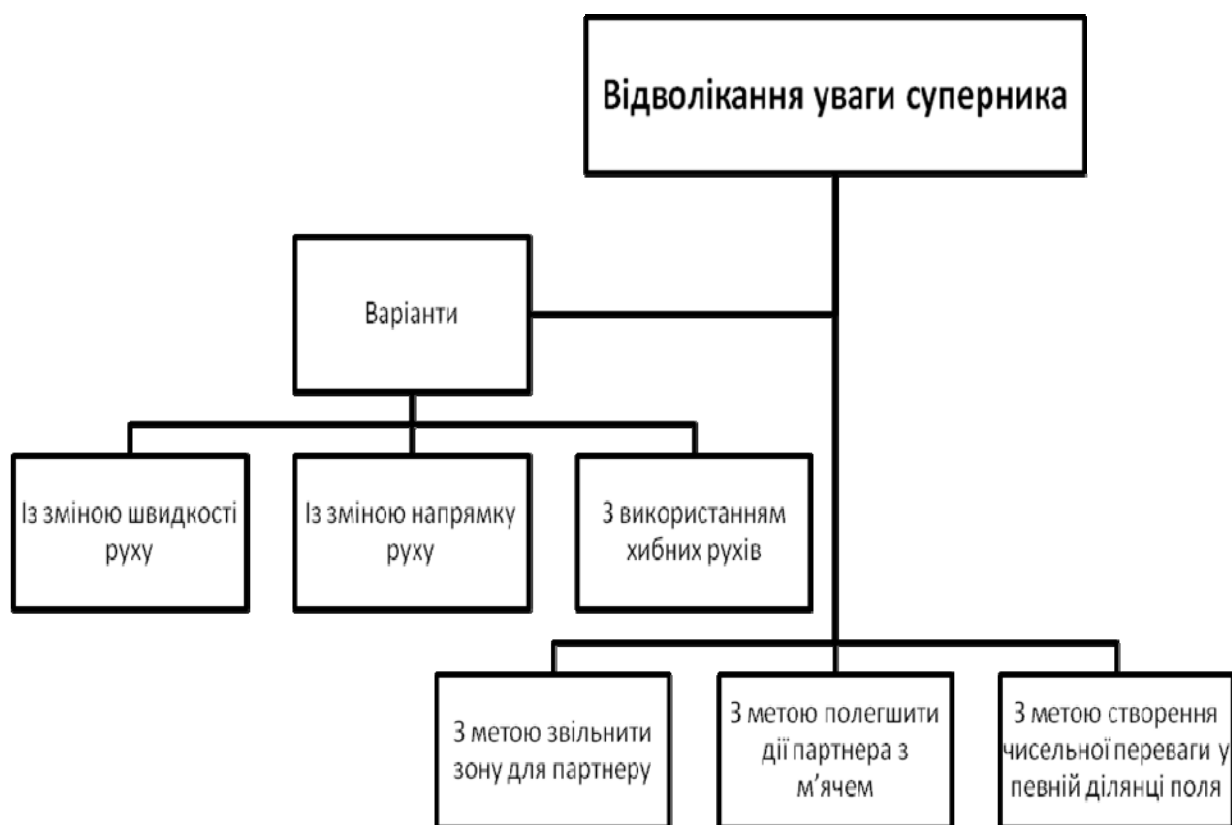 Відволікання уваги суперника
Варіанти
Із зміною швидкості
руху
Із зміною напрямку
руху
З використанням
хибних рухів
З метою звільнити
зону для партнеру
З метою полегшити
дії партнера з
м’ячем
З метою створення
чисельної переваги у
певній ділянці поля